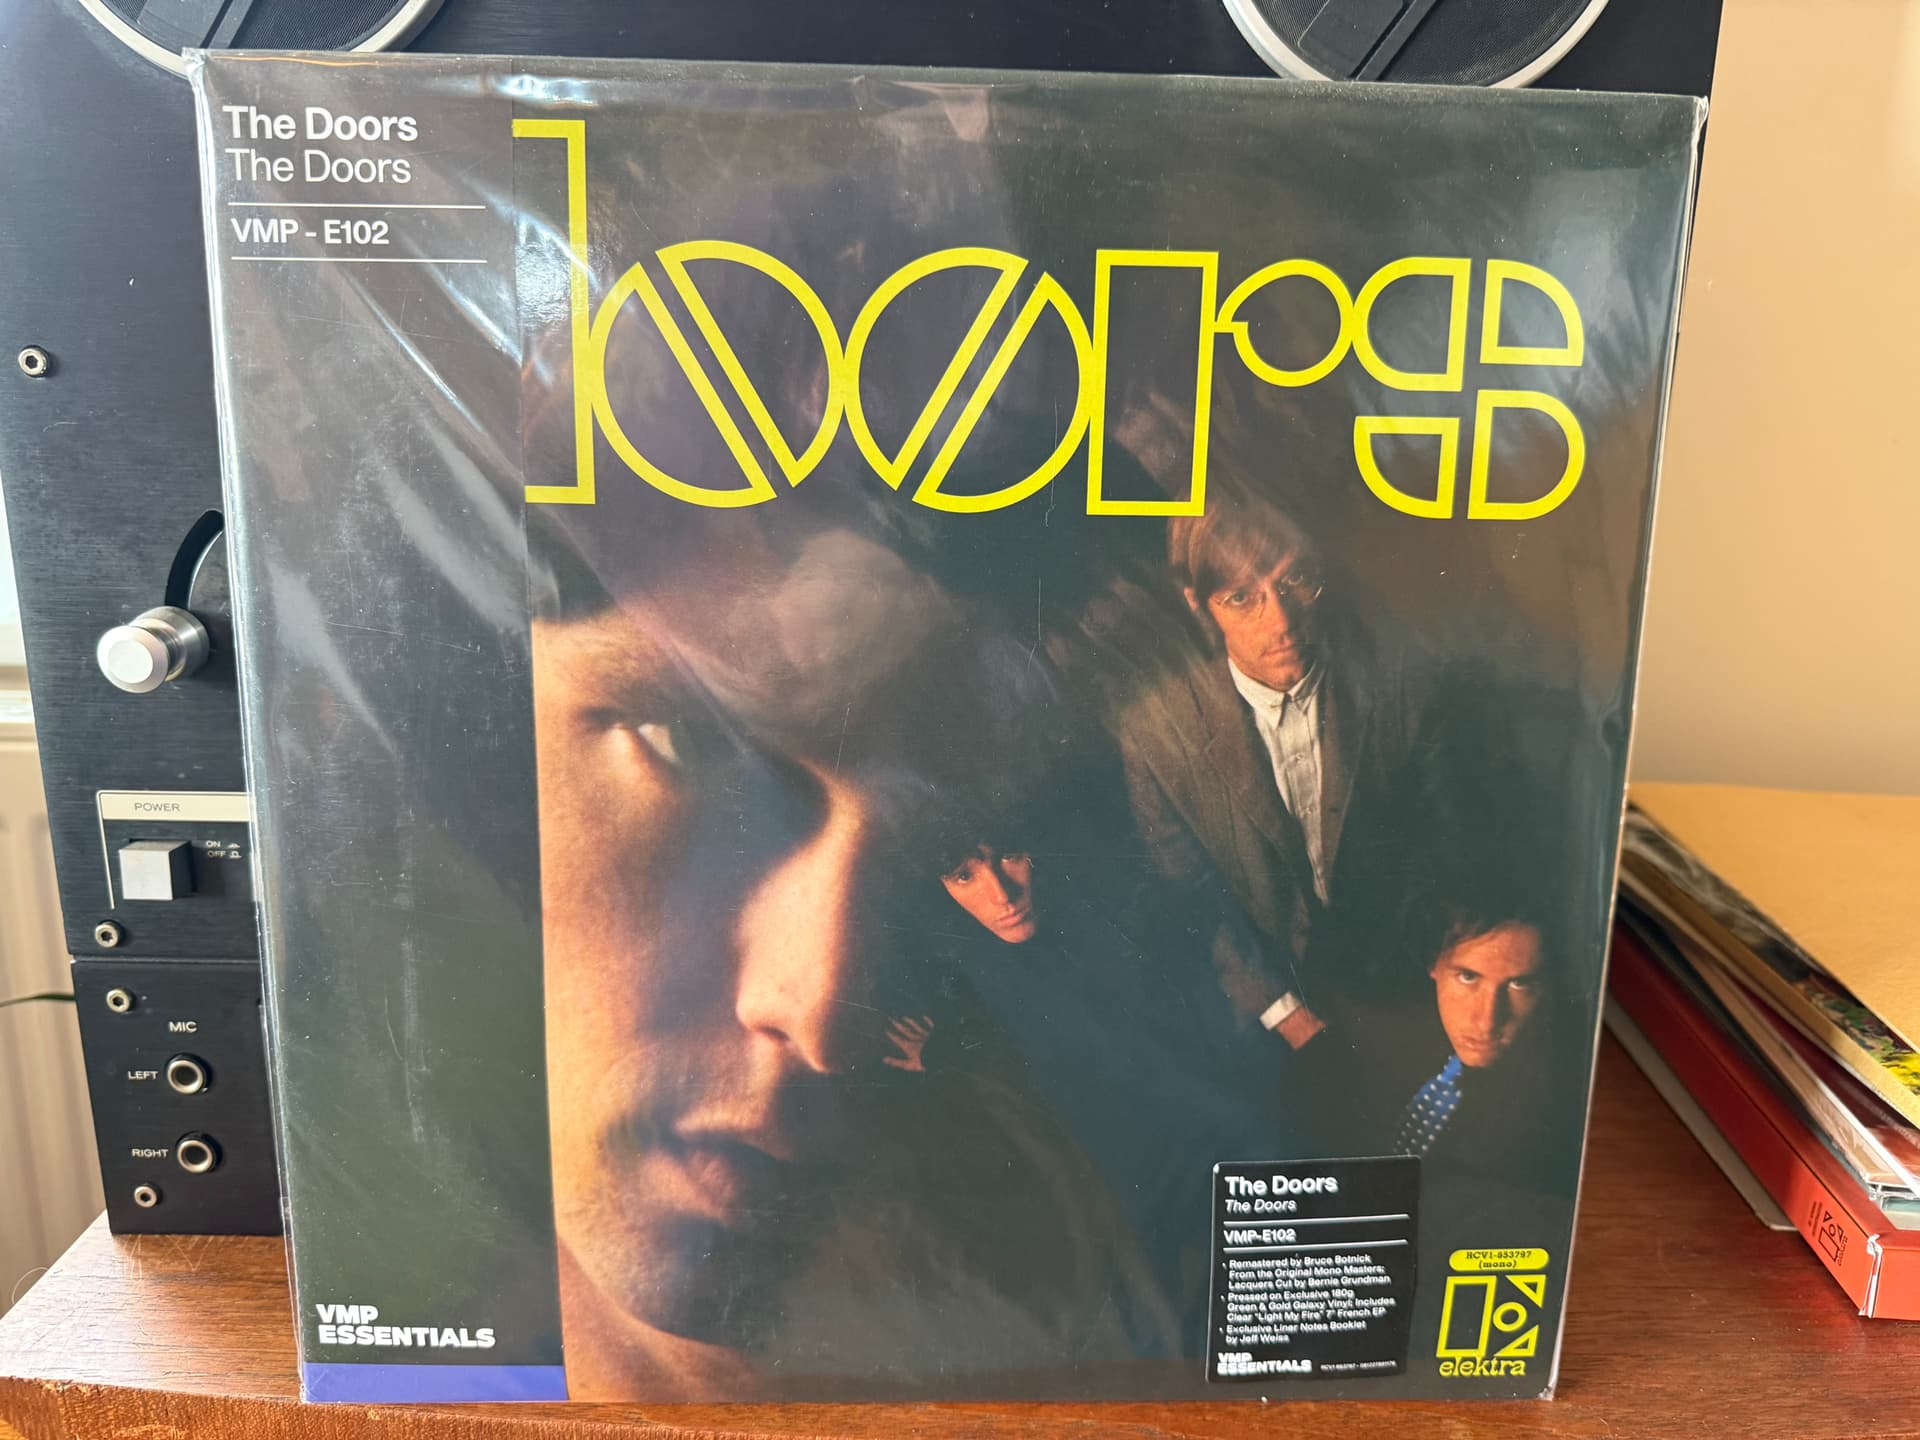 The Doors
The Doors
VMP - E102
DOORS
POWER
ON
OFF
MIC
LEFT
RIGHT
VMP
ESSENTIALS
The Doors
The Doors
VMP-E102
Remastered by Bruce Botnick
From the Original Mono Masters;
Lacquers Cut by Bernie Grundman
Pressed on Exclusive 180g
Green & Gold Galaxy Vinyl; Includes
Clear "Light My Fire" 7" French EP
Exclusive Liner Notes Booklet
by Jeff Weiss
VMP
ESSENTIALS
RCV1-553797
(mono)
elektra